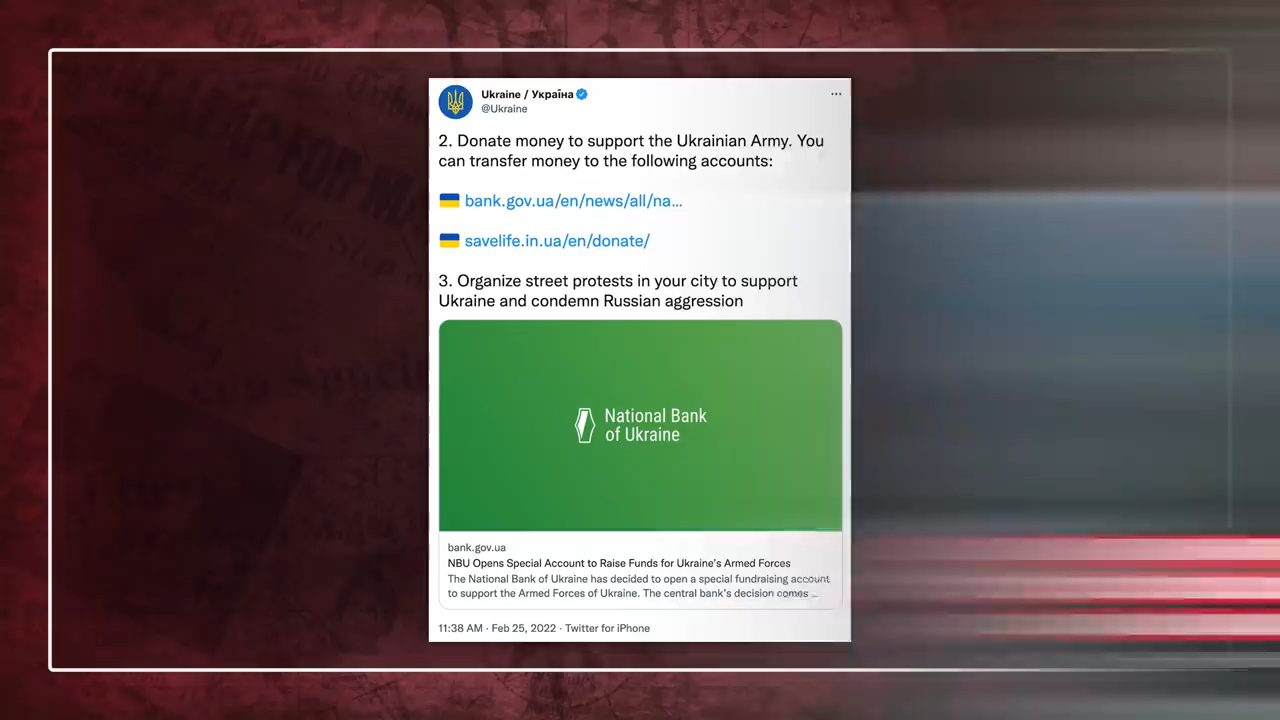 Ukraine / Україна
@Ukraine
2. Donate money to support the Ukrainian Army. You
can transfer money to the following accounts:
bank.gov.ua/en/news/all/na...
savelife.in.ua/en/donate/
3. Organize street protests in your city to support
Ukraine and condemn Russian aggression
National Bank
of Ukraine
bank.gov.ua
NBU Opens Special Account to Raise Funds for Ukraine's Armed Forces
The National Bank of Ukraine has decided to open a special fundraising account
to support the Armed Forces of Ukraine. The central bank's decision comes ...
11:38 AM · Feb 25, 2022 · Twitter for iPhone